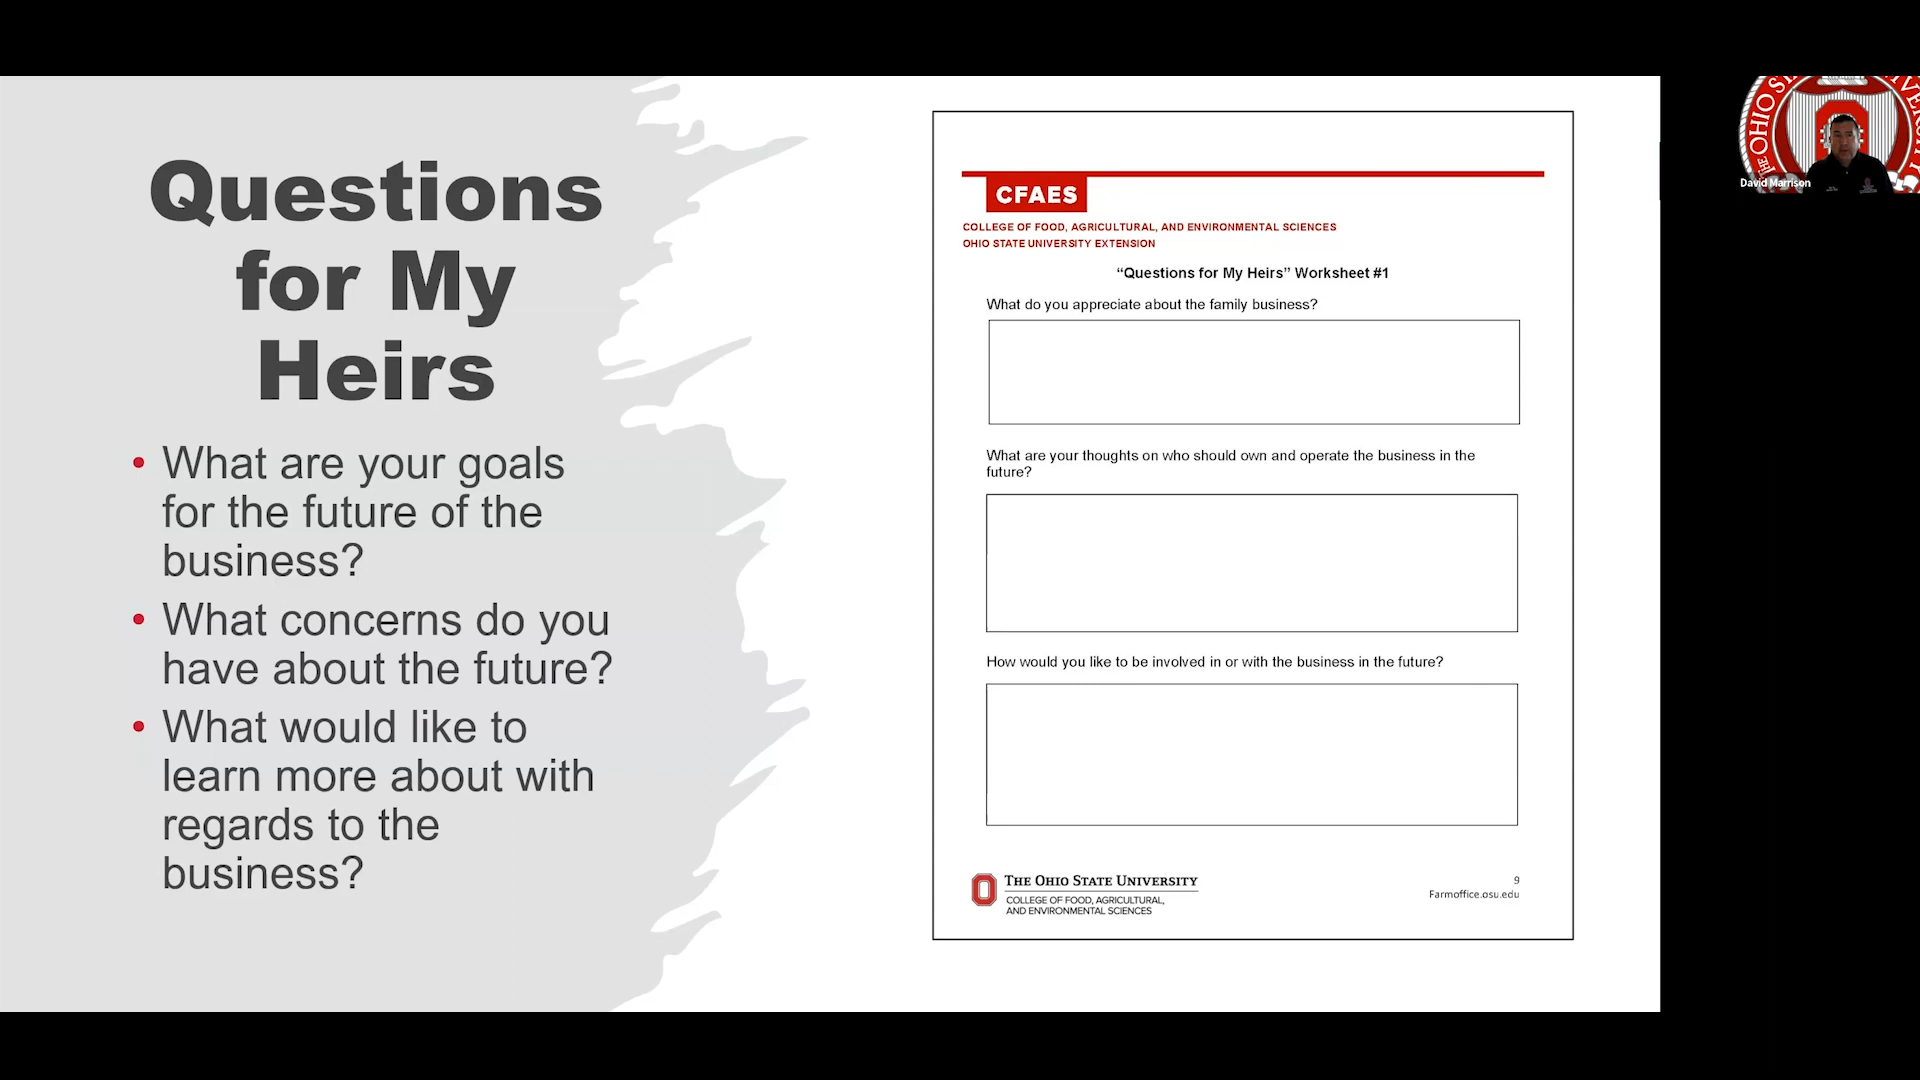 Questions
for My
Heirs
• What are your goals
for the future of the
business?
• What concerns do you
have about the future?
• What would like to
learn more about with
regards to the
business?
CFAES
COLLEGE OF FOOD, AGRICULTURAL, AND ENVIRONMENTAL SCIENCES
OHIO STATE UNIVERSITY EXTENSION
“Questions for My Heirs” Worksheet #1
What do you appreciate about the family business?
What are your thoughts on who should own and operate the business in the
future?
How would you like to be involved in or with the business in the future?
THE OHIO STATE UNIVERSITY
COLLEGE OF FOOD, AGRICULTURAL,
AND ENVIRONMENTAL SCIENCES
9
Farmoffice.osu.edu
THE OHIO
David Marrison